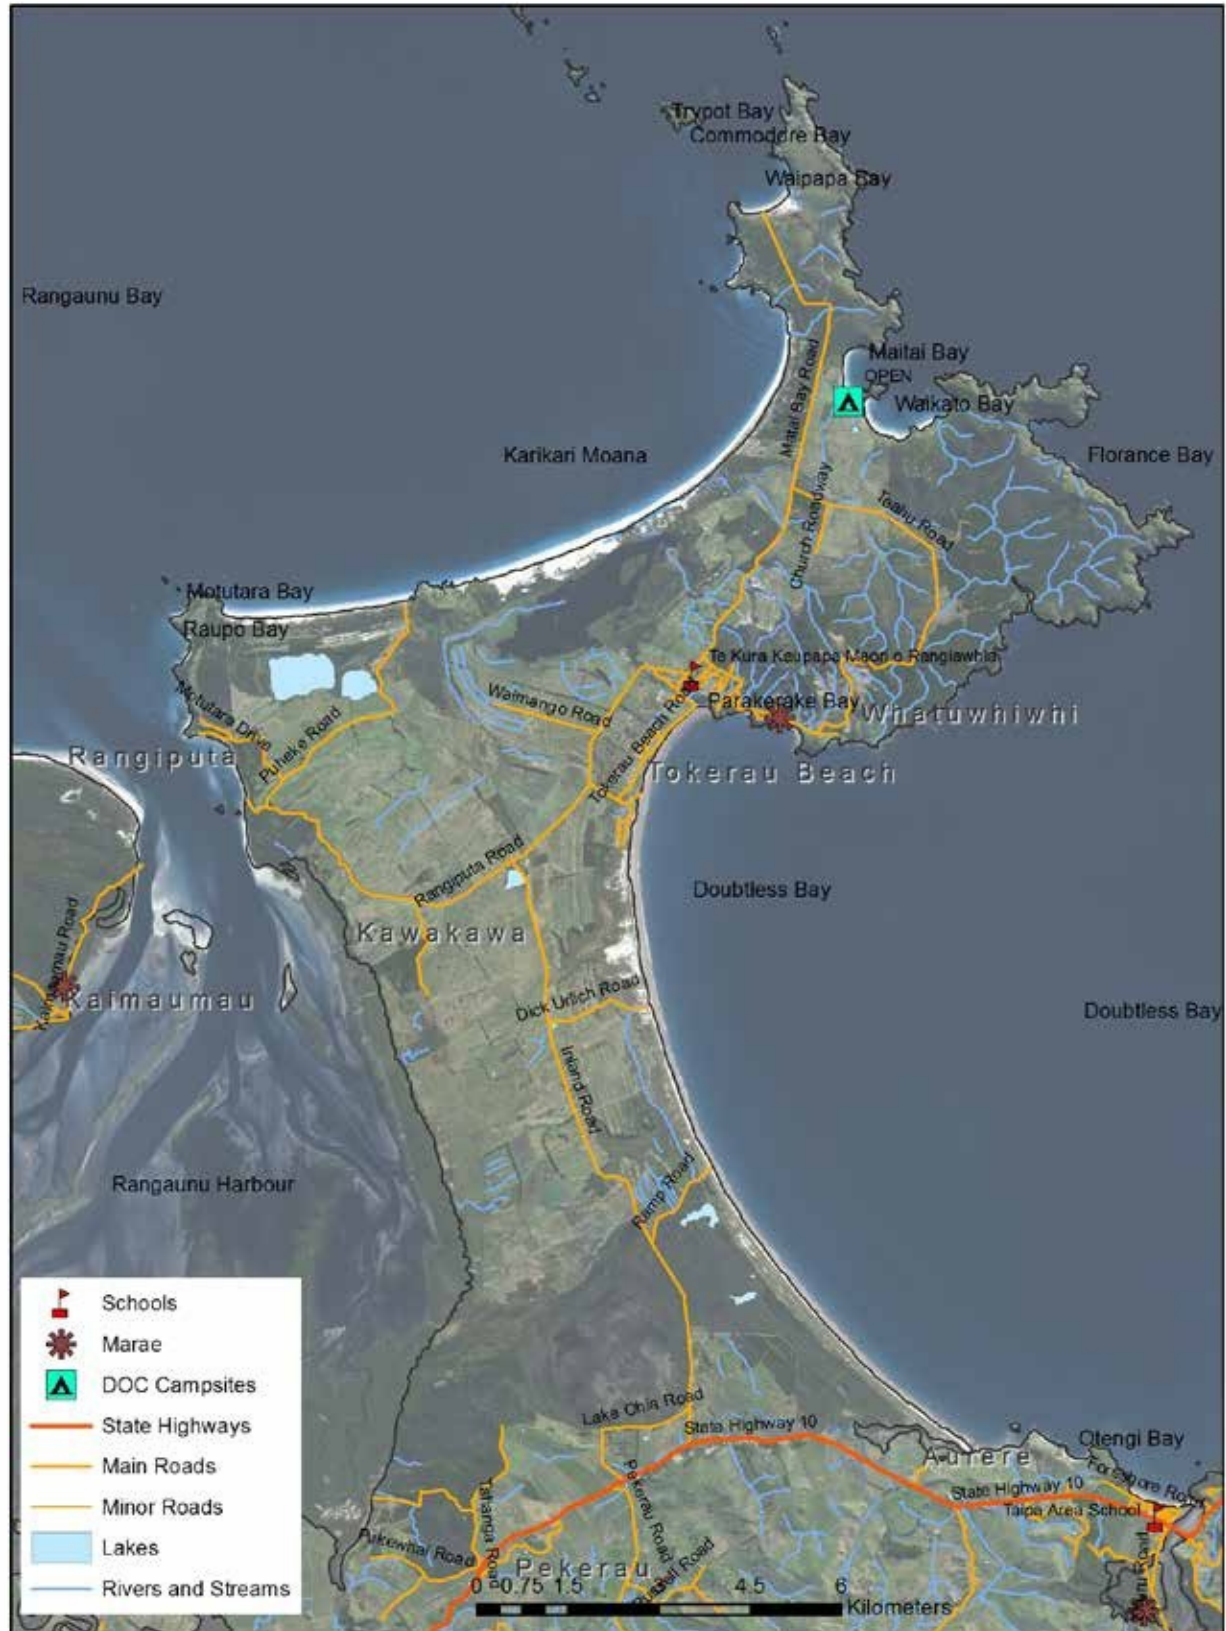 Trypot Bay
Commodore Bay
Waipapa Bay
Rangaunu Bay
Maitai Bay
OPEN
Waikato Bay
Matai Bay Road
Karikari Moana
Florance Bay
Church Roadway
Teahu Road
Motutara Bay
Raupo Bay
Te Kura Kaupapa Maori o Rangiawhia
Waimango Road
Parakerake Bay
Whatuwhiwhi
Motutara Drive
Puheke Road
Rangiputa
Tokerau Beach Road
Tokerau Beach
Rangiputa Road
Doubtless Bay
Kaimaumau Road
Kawakawa
Kaimaumau
Dick Urlich Road
Doubtless Bay
Inland Road
Rangaunu Harbour
Ramp Road
Schools
Marae
DOC Campsites
State Highways
Main Roads
Minor Roads
Lakes
Rivers and Streams
Lake Ohia Road
State Highway 10
Otengi Bay
Aurere
State Highway 10
Taipa Area School
Pekerau Road
Pukewhai Road
Pekerau
Road
Road
0 0.75 1.5 4.5 6
Kilometers